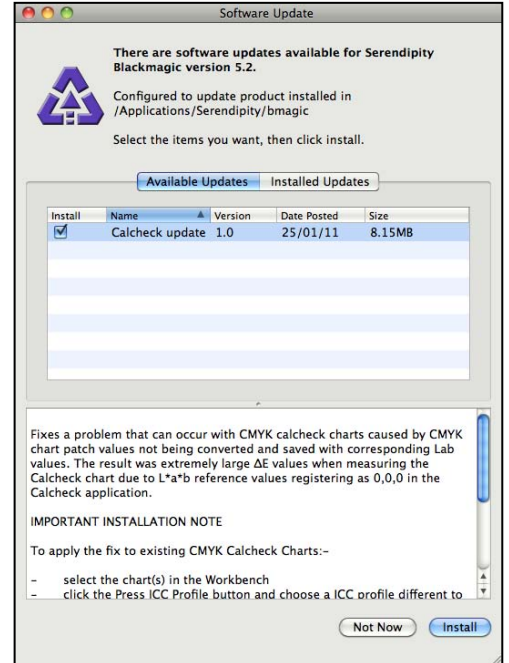 Software Update
There are software updates available for Serendipity
Blackmagic version 5.2.
Configured to update product installed in
/Applications/Serendipity/bmagic
Select the items you want, then click install.
Available Updates Installed Updates
Install Name Version Date Posted Size
Calcheck update 1.0 25/01/11 8.15MB
Fixes a problem that can occur with CMYK calcheck charts caused by CMYK
chart patch values not being converted and saved with corresponding Lab
values. The result was extremely large ΔE values when measuring the
Calcheck chart due to L*a*b reference values registering as 0,0,0 in the
Calcheck application.
IMPORTANT INSTALLATION NOTE
To apply the fix to existing CMYK Calcheck Charts:-
- select the chart(s) in the Workbench
- click the Press ICC Profile button and choose a ICC profile different to
Not Now Install